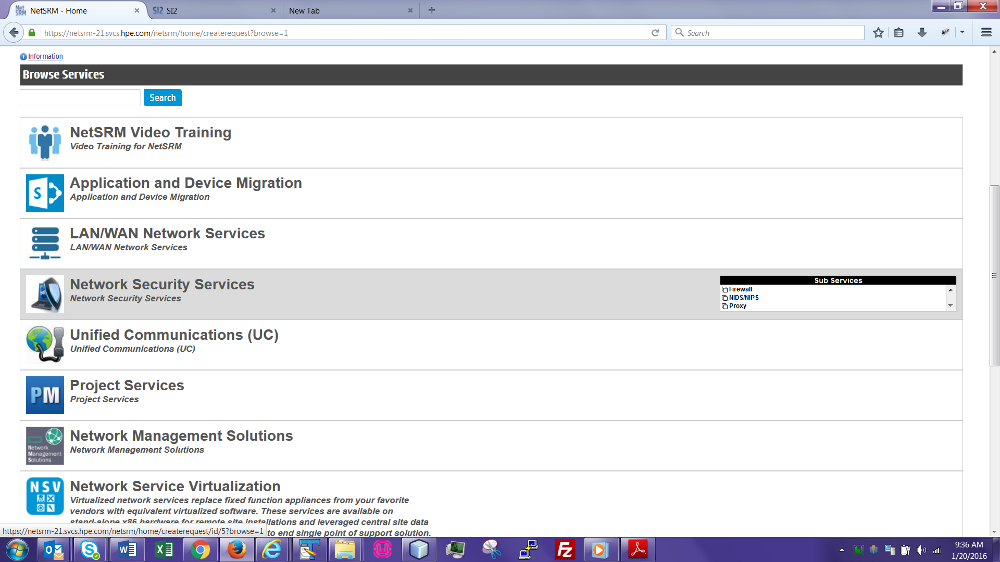 Net SRM
NetSRM - Home
SI2 SI2
New Tab
https://netsrm-21.svcs.hpe.com/netsrm/home/createrequest?browse=1
Search
Information
Browse Services
Search
NetSRM Video Training
Video Training for NetSRM
S
Application and Device Migration
Application and Device Migration
LAN/WAN Network Services
LAN/WAN Network Services
Network Security Services
Network Security Services
Sub Services
Firewall
NIDS/NIPS
Proxy
Unified Communications (UC)
Unified Communications (UC)
PM
Project Services
Project Services
Network
Management
Solutions
Network Management Solutions
Network Management Solutions
NSV
Network Service Virtualization
Virtualized network services replace fixed function appliances from your favorite
vendors with equivalent virtualized software. These services are available on
stand-alone x86 hardware for remote site installations and leveraged central site data
to end single point of support solution.
https://netsrm-21.svcs.hpe.com/netsrm/home/createrequest/id/5?browse=1
9:36 AM
1/20/2016